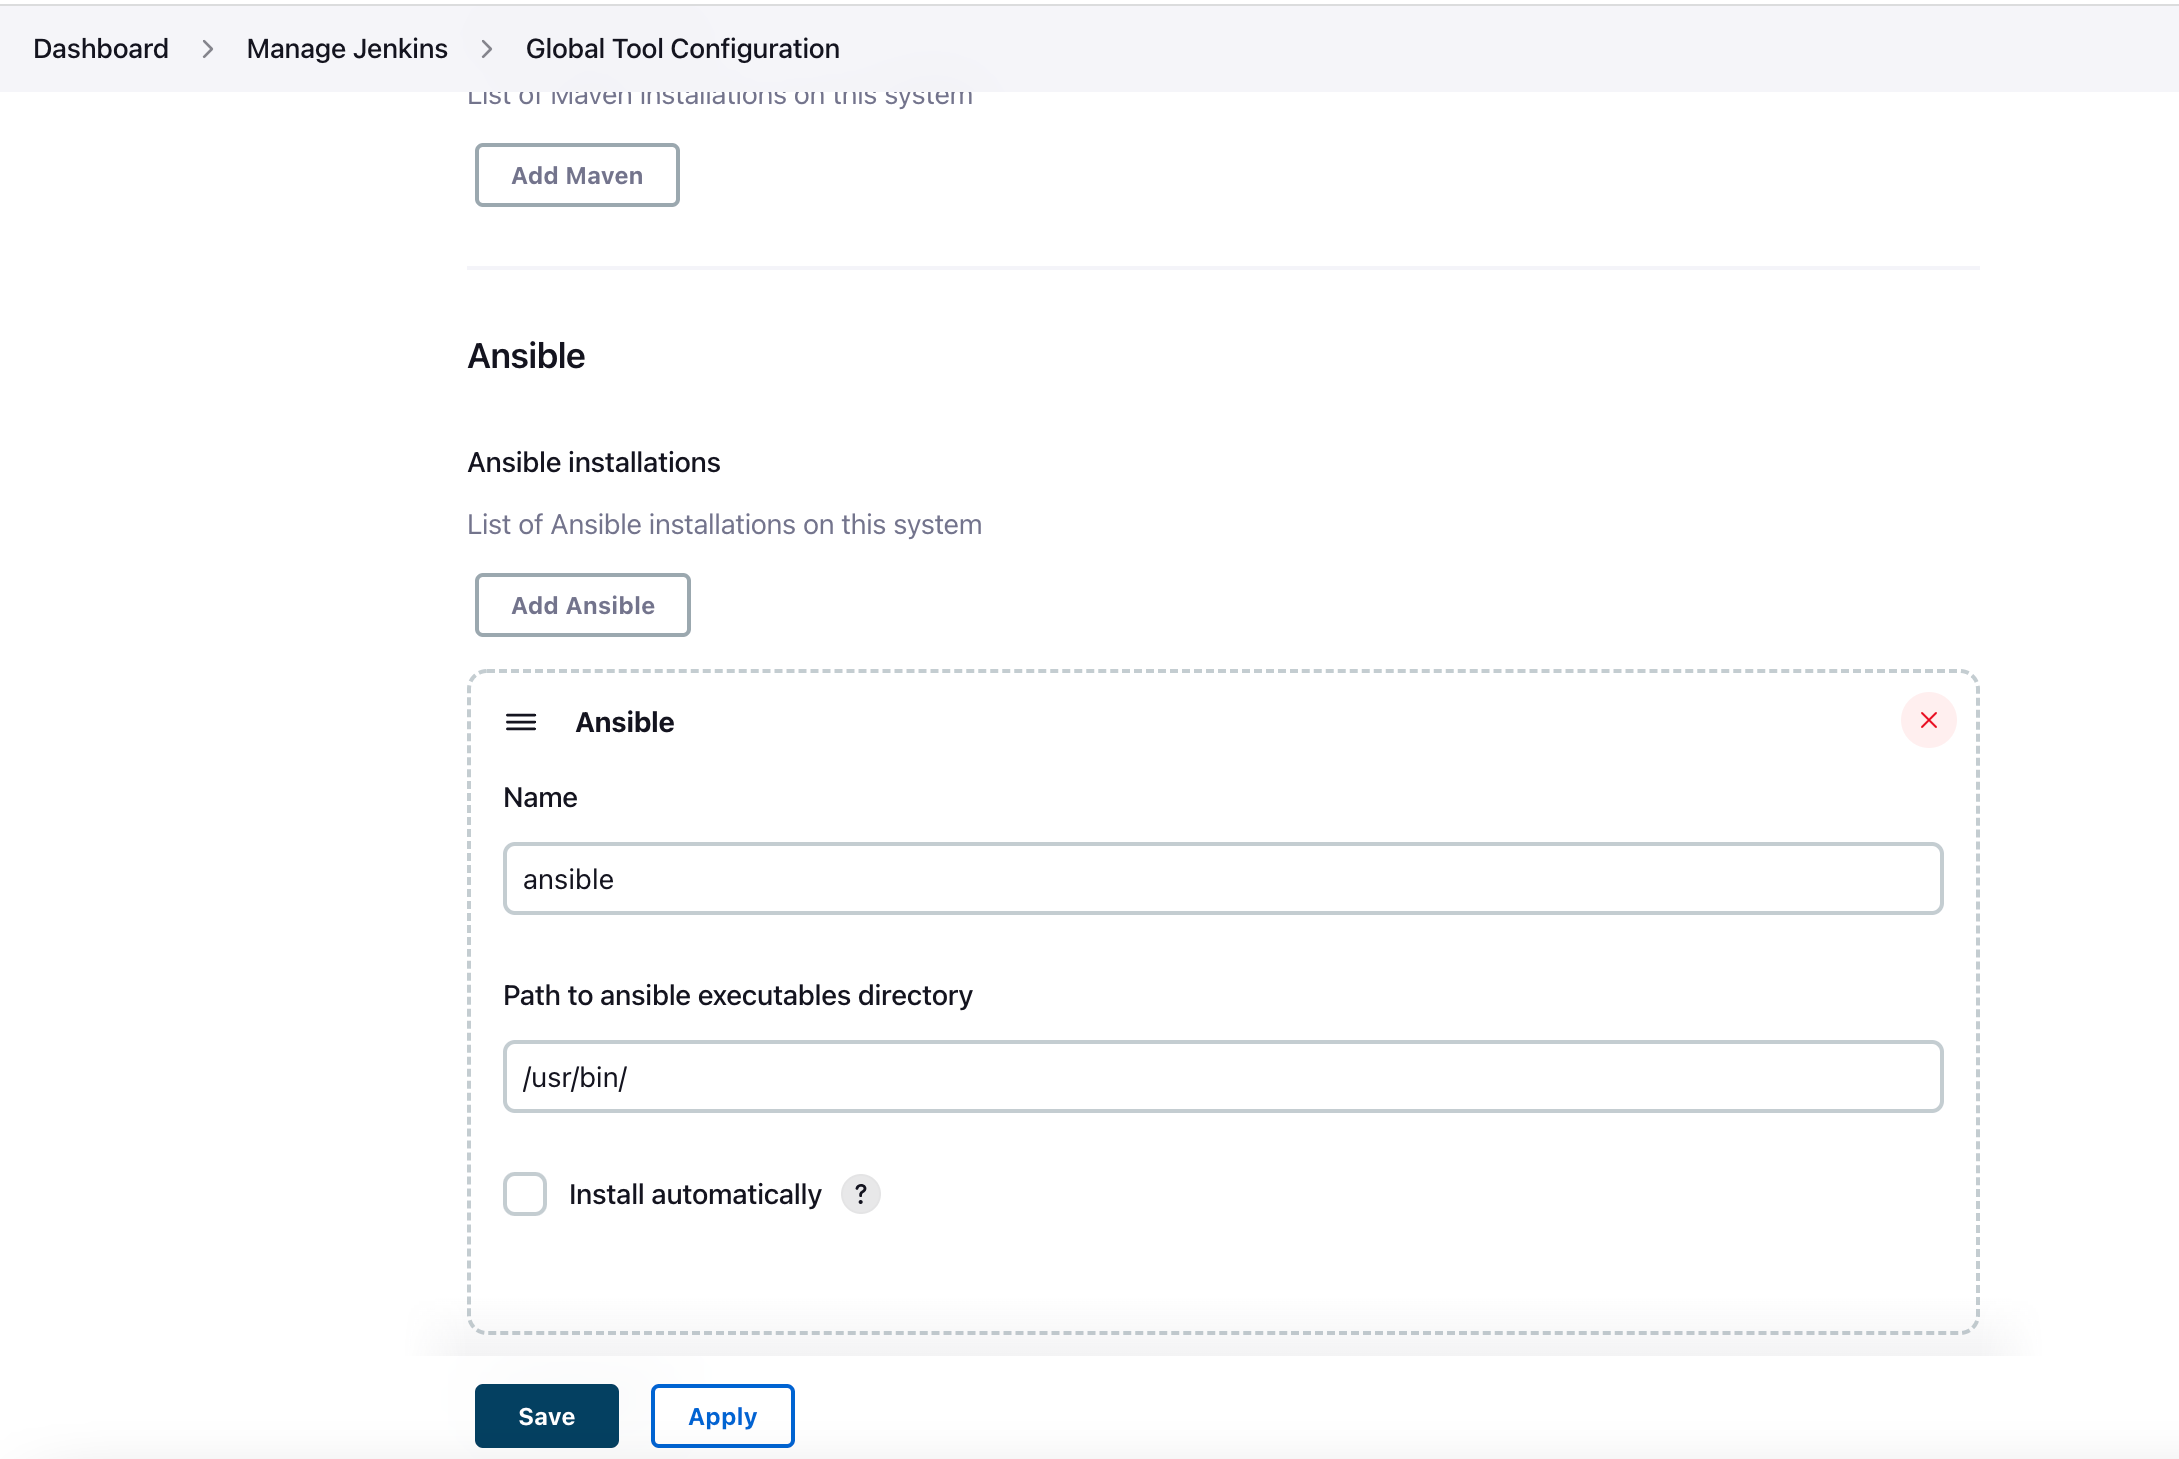 Dashboard > Manage Jenkins > Global Tool Configuration
List of Maven installations on this system
Add Maven
Ansible
Ansible installations
List of Ansible installations on this system
Add Ansible
Ansible
Name
ansible
Path to ansible executables directory
/usr/bin/
Install automatically ?
Save Apply